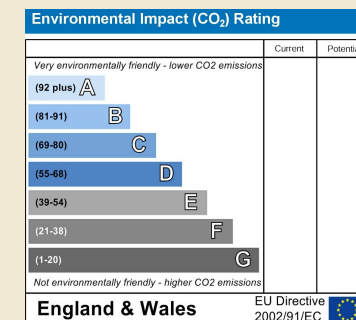 Environmental Impact (CO₂) Rating
Current Potentia
Very environmentally friendly - lower CO2 emissions
(92 plus) A
(81-91) B
(69-80) C
(55-68) D
(39-54) E
(21-38) F
(1-20) G
Not environmentally friendly - higher CO2 emissions
England & Wales
EU Directive
2002/91/EC